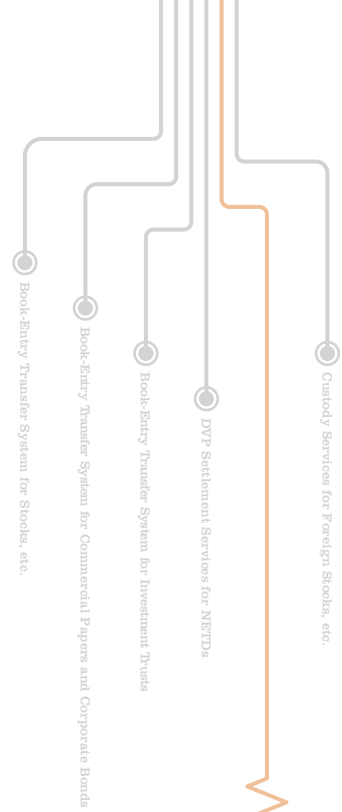 Book-Entry Transfer System for Stocks, etc.
Book-Entry Transfer System for Commercial Papers and Corporate Bonds
Book-Entry Transfer System for Investment Trusts
DVP Settlement Services for NETDs
Custody Services for Foreign Stocks, etc.